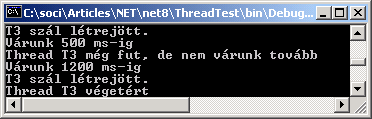 C:\soci\Articles\NET\net8\ThreadTest\bin\Debug...
T3 szál létrejött.
Várunk 500 ms-ig
Thread T3 még fut, de nem várunk tovább
Várunk 1200 ms-ig
T3 szál létrejött.
Thread T3 végetért